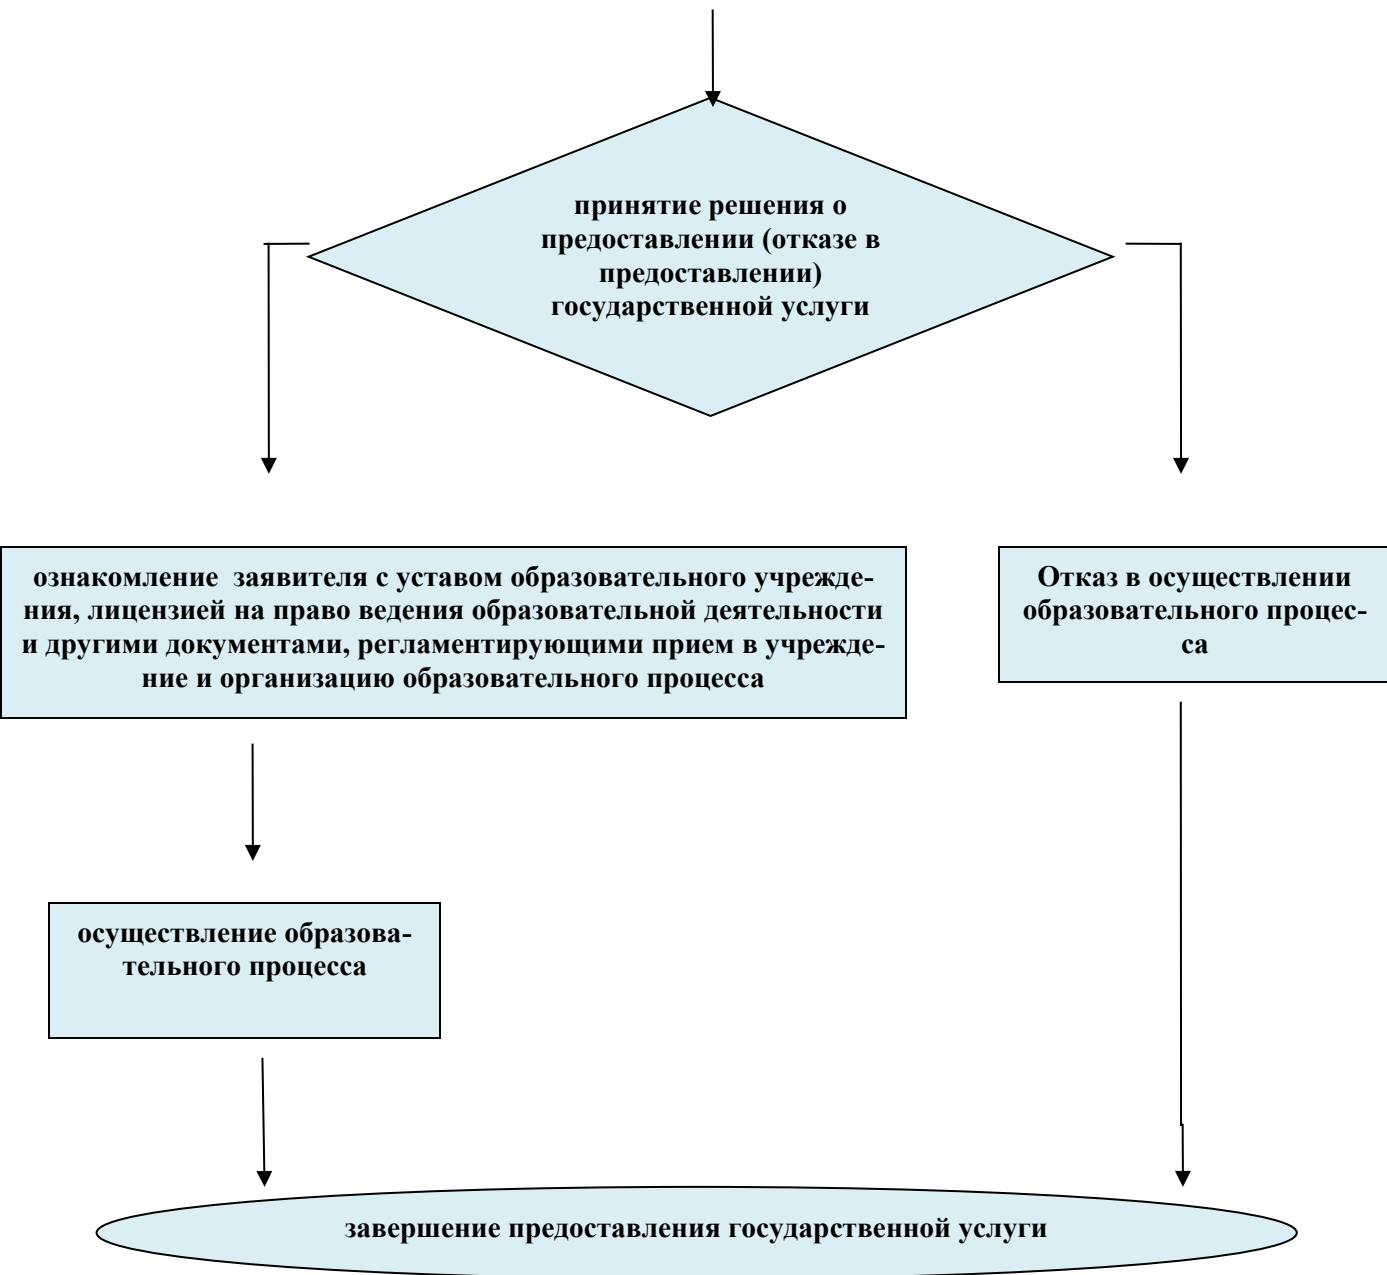 принятие решения о
предоставлении (отказе в
предоставлении)
государственной услуги
ознакомление  заявителя с уставом образовательного учрежде-
ния, лицензией на право ведения образовательной деятельности
и другими документами, регламентирующими прием в учрежде-
ние и организацию образовательного процесса
Отказ в осуществлении
образовательного процес-
са
осуществление образова-
тельного процесса
завершение предоставления государственной услуги